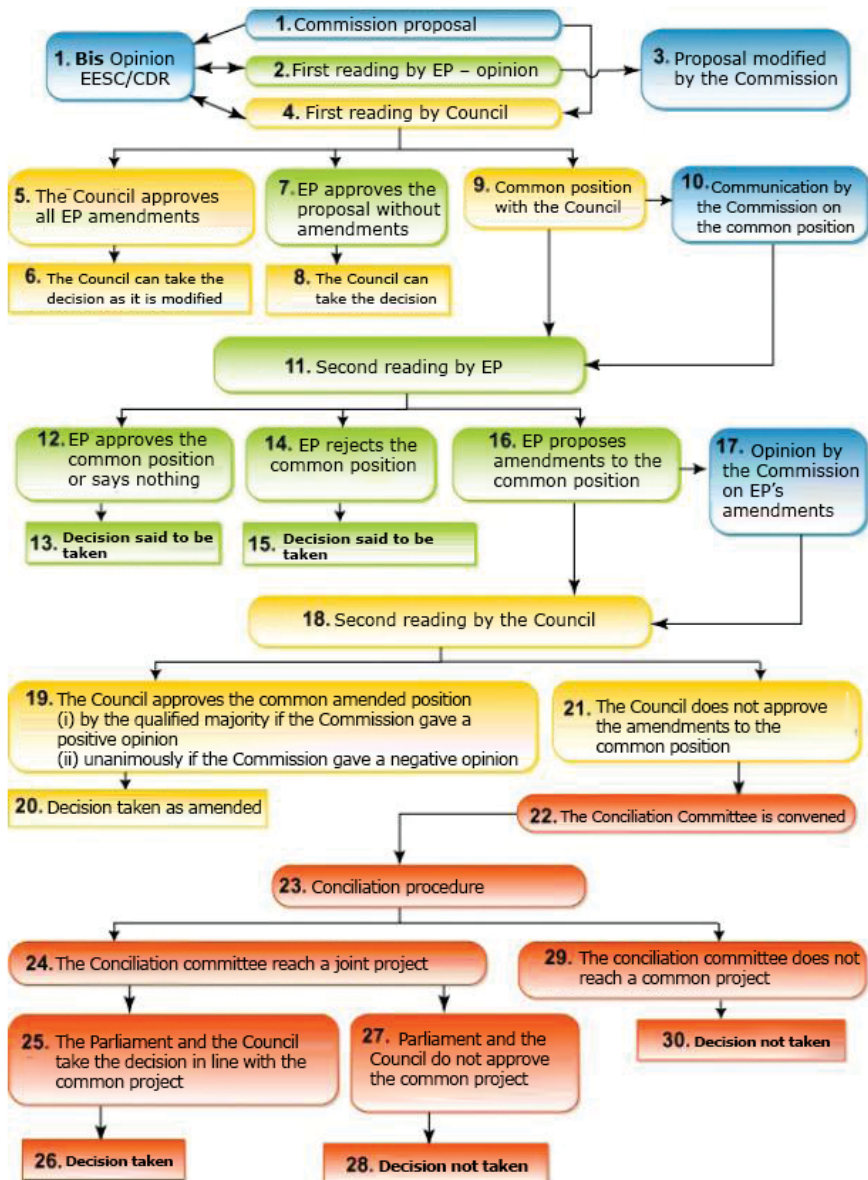 1. Commission proposal
1. Bis Opinion
EESC/CDR
2. First reading by EP – opinion
3. Proposal modified
by the Commission
4. First reading by Council
5. The Council approves
all EP amendments
7. EP approves the
proposal without
amendments
9. Common position
with the Council
10. Communication by
the Commission on
the common position
6. The Council can take the
decision as it is modified
8. The Council can
take the decision
11. Second reading by EP
12. EP approves the
common position
or says nothing
14. EP rejects the
common position
16. EP proposes
amendments to the
common position
17. Opinion by
the Commission
on EP's
amendments
13. Decision said to be
taken
15. Decision said to be
taken
18. Second reading by the Council
19. The Council approves the common amended position
(i) by the qualified majority if the Commission gave a
positive opinion
(ii) unanimously if the Commission gave a negative opinion
21. The Council does not approve
the amendments to the
common position
20. Decision taken as amended
22. The Conciliation Committee is convened
23. Conciliation procedure
24. The Conciliation committee reach a joint project
29. The conciliation committee does not
reach a common project
25. The Parliament and the Council
take the decision in line with the
common project
27. Parliament and the
Council do not approve
the common project
30. Decision not taken
26. Decision taken
28. Decision not taken